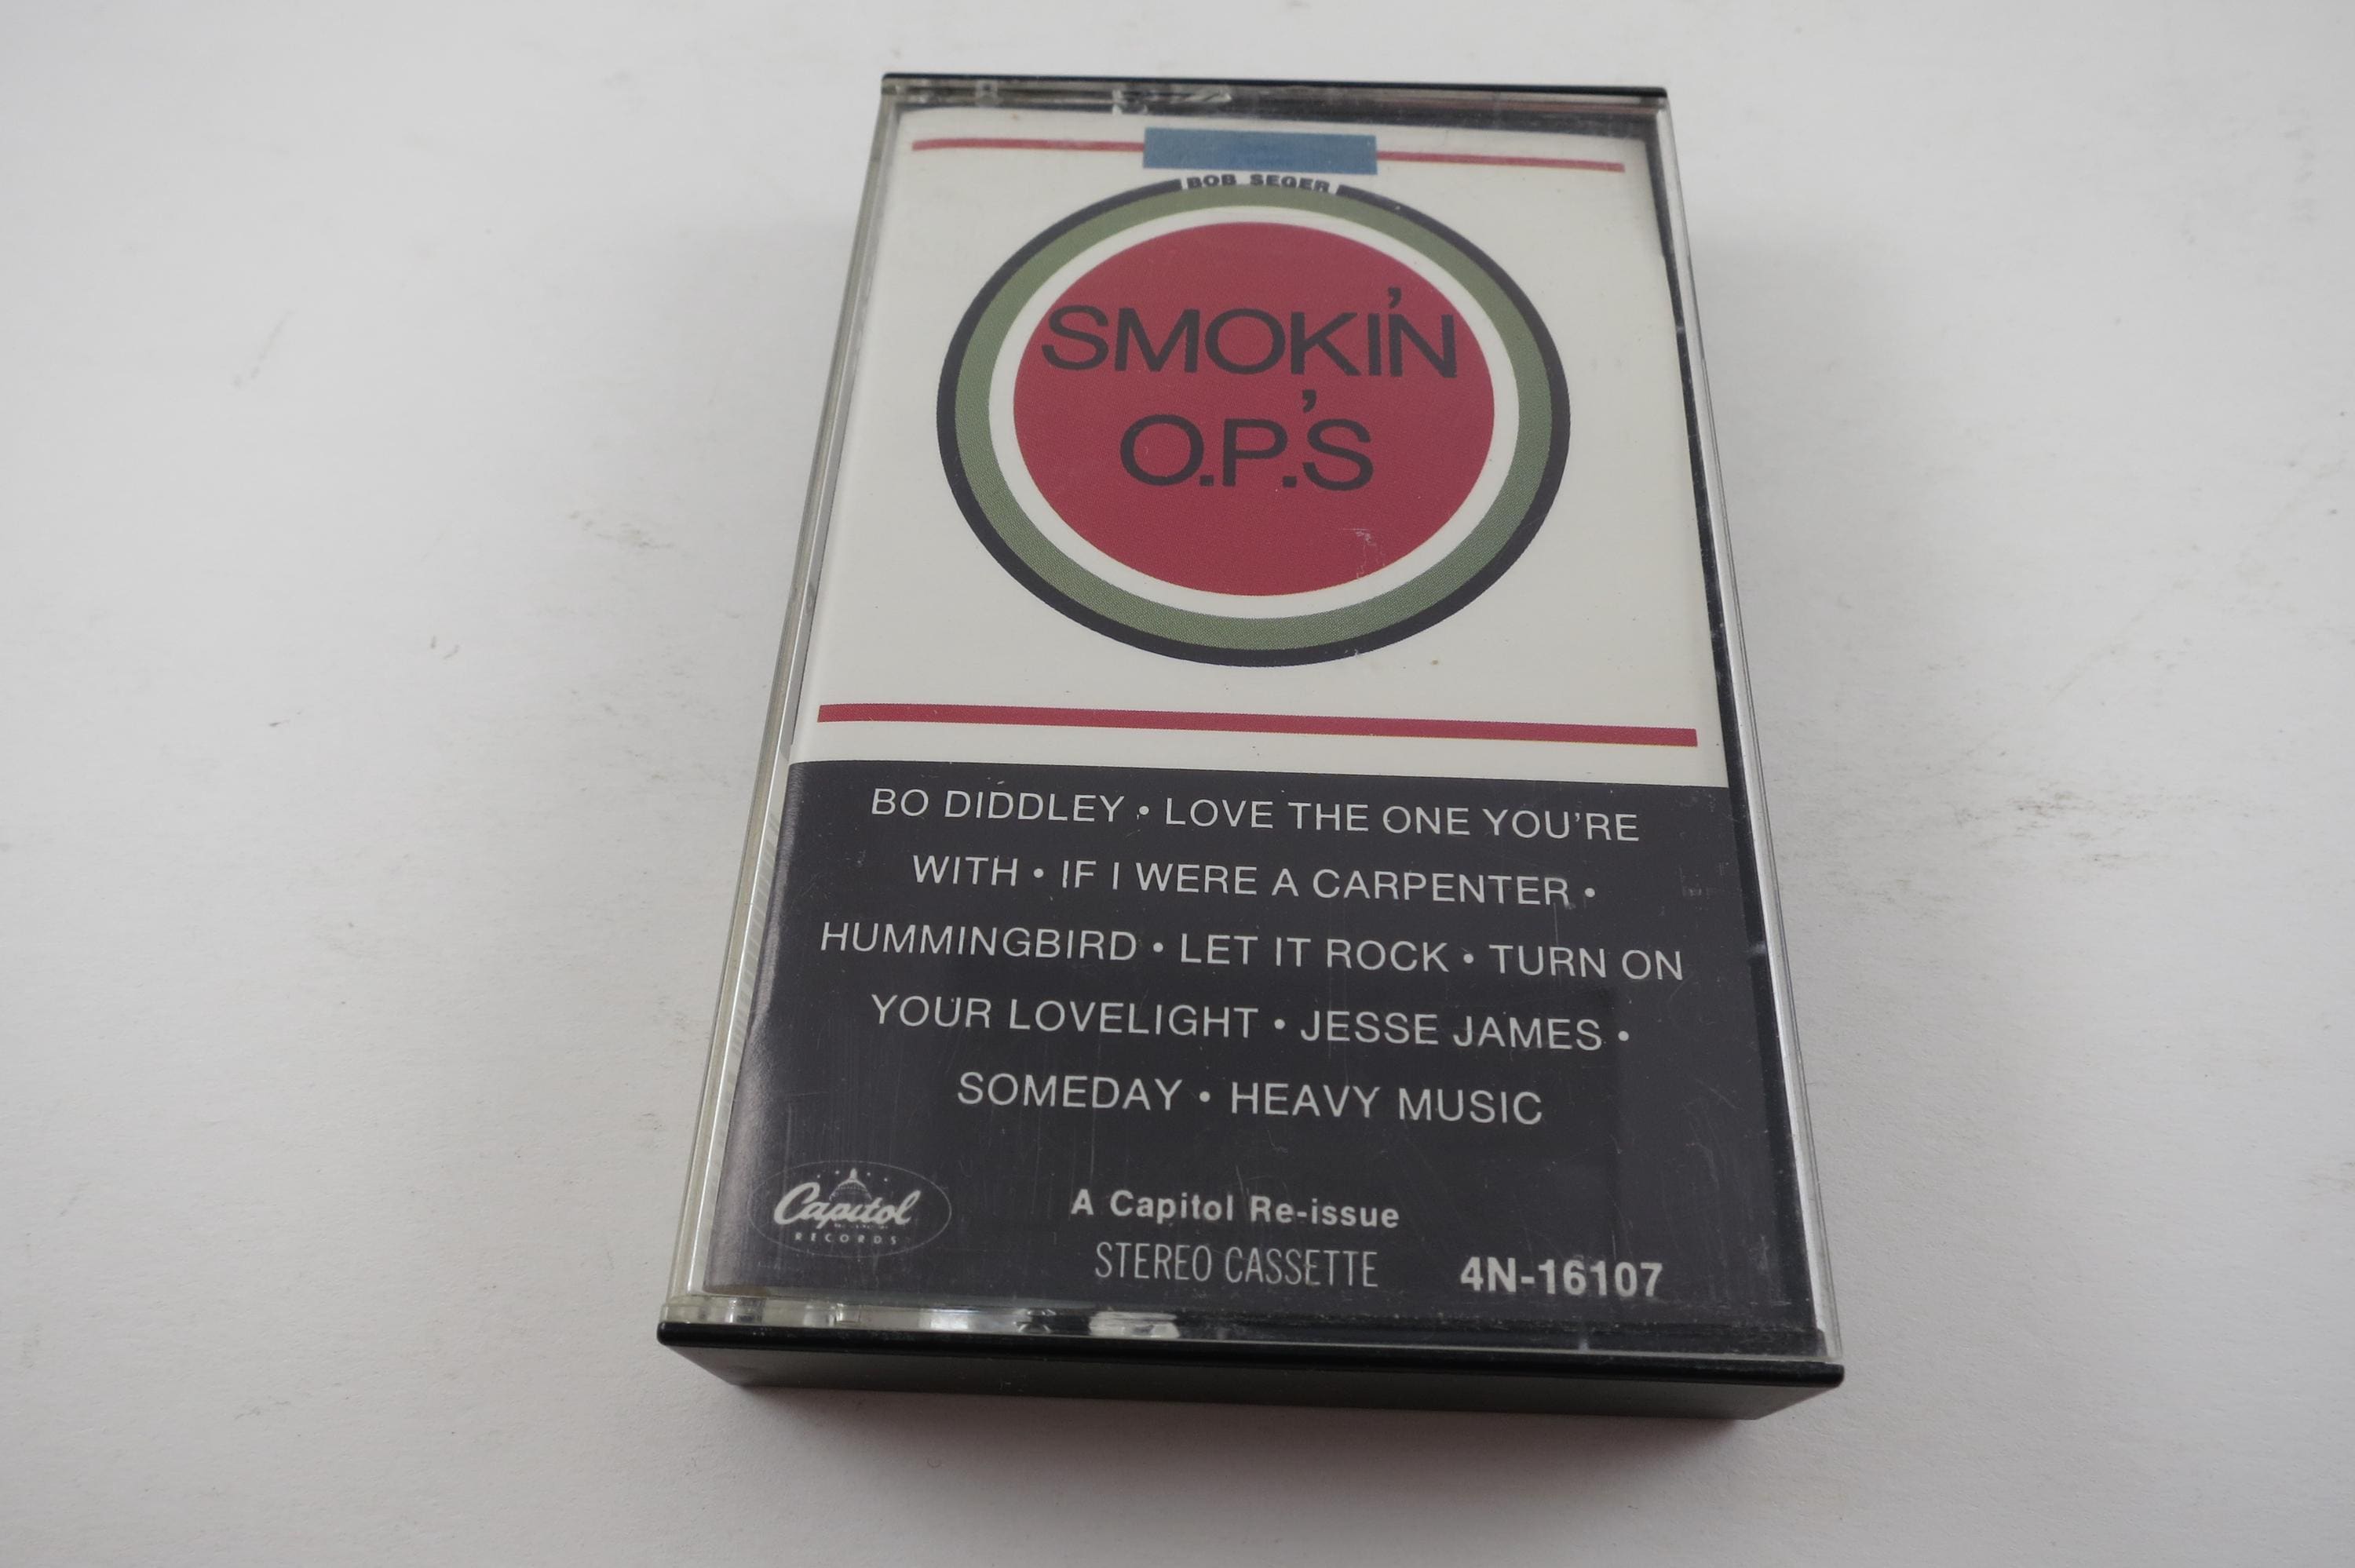 BOB SEGER
SMOKIN'
O.P.'S
BO DIDDLEY • LOVE THE ONE YOU'RE
WITH • IF I WERE A CARPENTER •
HUMMINGBIRD • LET IT ROCK • TURN ON
YOUR LOVELIGHT • JESSE JAMES •
SOMEDAY • HEAVY MUSIC
Capitol
RECORDS
A Capitol Re-issue
STEREO CASSETTE
4N-16107